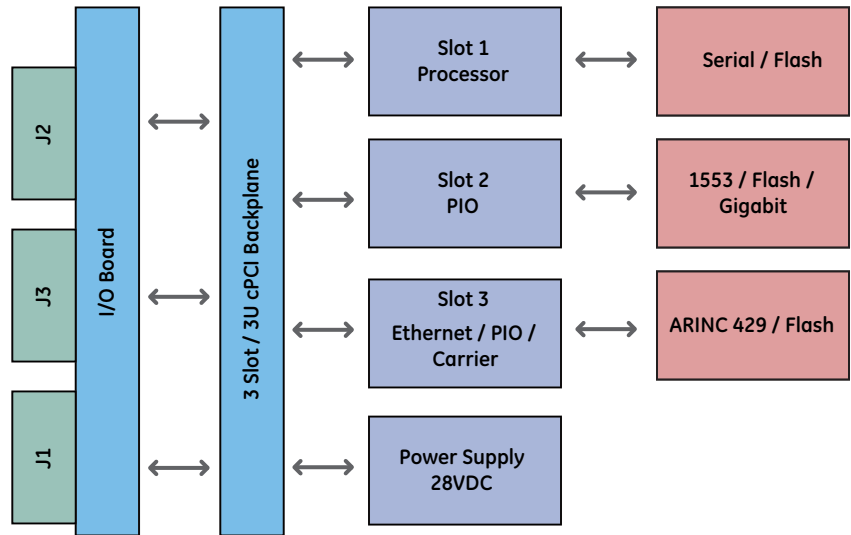 J2
J3
J1
I/O Board
3 Slot / 3U cPCI Backplane
Slot 1
Processor
Serial / Flash
Slot 2
PIO
1553 / Flash /
Gigabit
Slot 3
Ethernet / PIO /
Carrier
ARINC 429 / Flash
Power Supply
28VDC